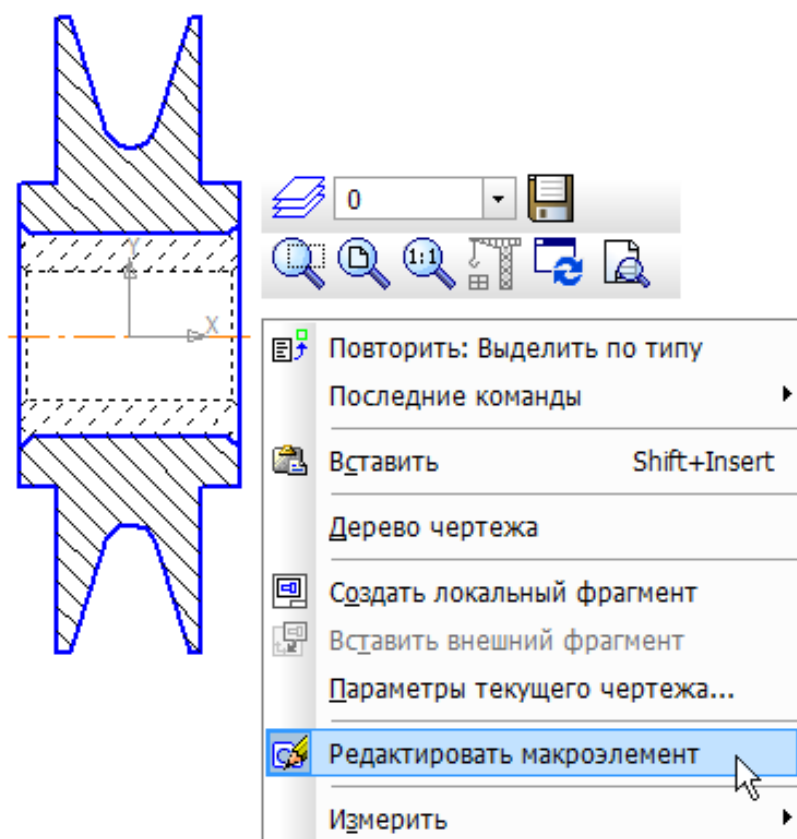 0
1:1
Y
X
Повторить: Выделить по типу
Последние команды
Вставить Shift+Insert
Дерево чертежа
Создать локальный фрагмент
Вставить внешний фрагмент
Параметры текущего чертежа...
Редактировать макроэлемент
Измерить